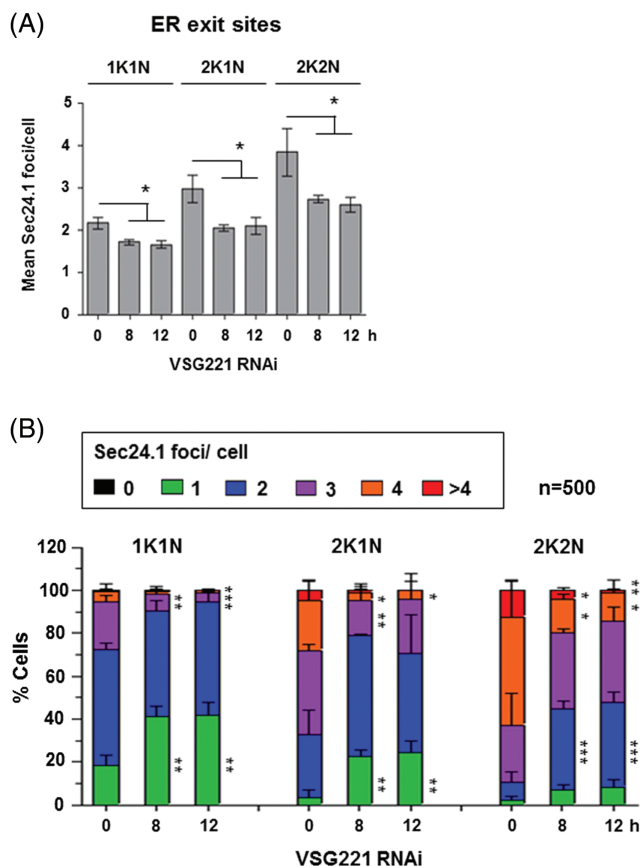 (A)
ER exit sites
1K1N 2K1N 2K2N
Mean Sec24.1 foci/cell
5
4
3
2
1
0
* * *
0 8 12 0 8 12 0 8 12 h
VSG221 RNAi
(B)
Sec24.1 foci/ cell
0 1 2 3 4 >4
n=500
1K1N 2K1N 2K2N
% Cells
120
100
80
60
40
20
0
** *** * ** * * * * **
** ** ** ** *** ***
0 8 12 0 8 12 0 8 12 h
VSG221 RNAi